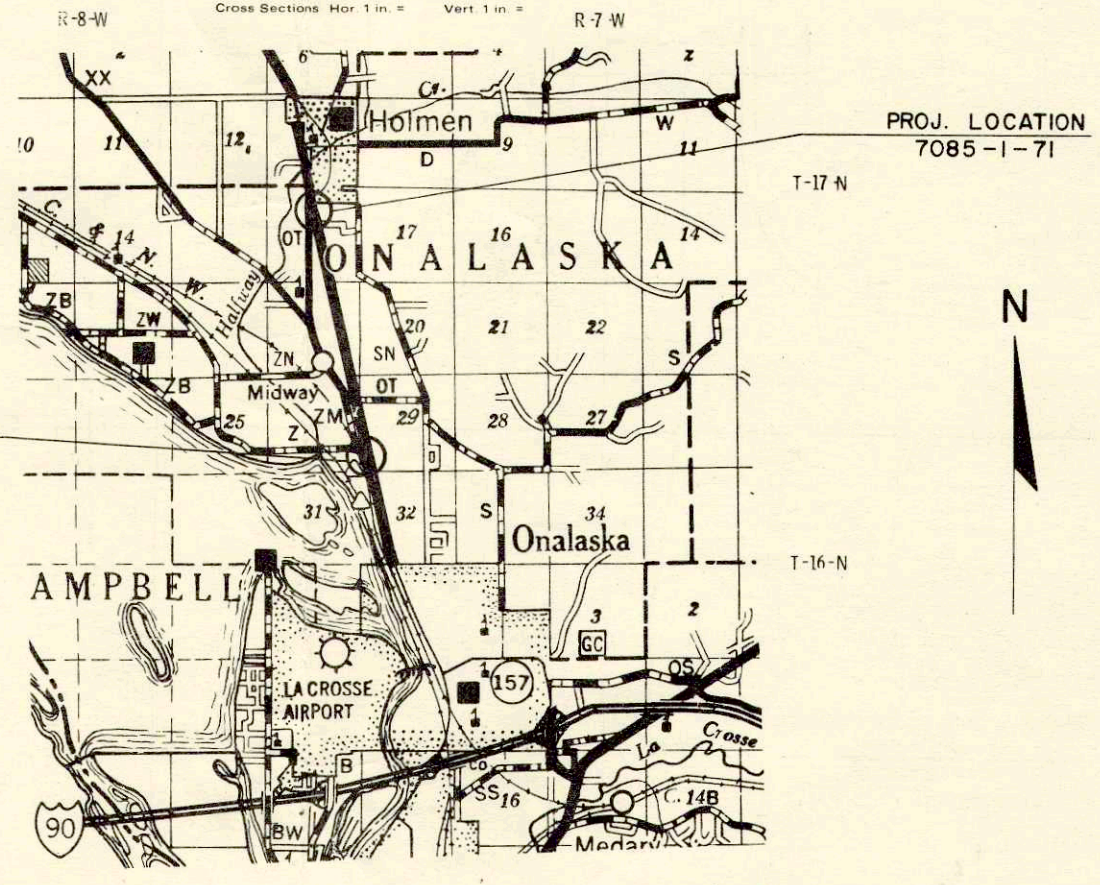 Cross Sections Hor. 1 in. = Vert. 1 in. =
R-8-W
R-7-W
6
4
2
XX
Holmen
PROJ. LOCATION
7085-1-71
10
11
12
D
9
W
11
T-17-N
C. & N. W.
14
OT
17
16
14
ONALASKA
ZB
ZW
Halfway
20
21
22
N
ZN
SN
S
ZB
Midway
OT
25
ZM
29
28
27
Z
31
32
S
34
Onalaska
T-16-N
AMPBELL
3
2
GC
OS
157
LA CROSSE
AIRPORT
La Crosse
B
Co
SS
16
C.
14B
90
BW
Medary